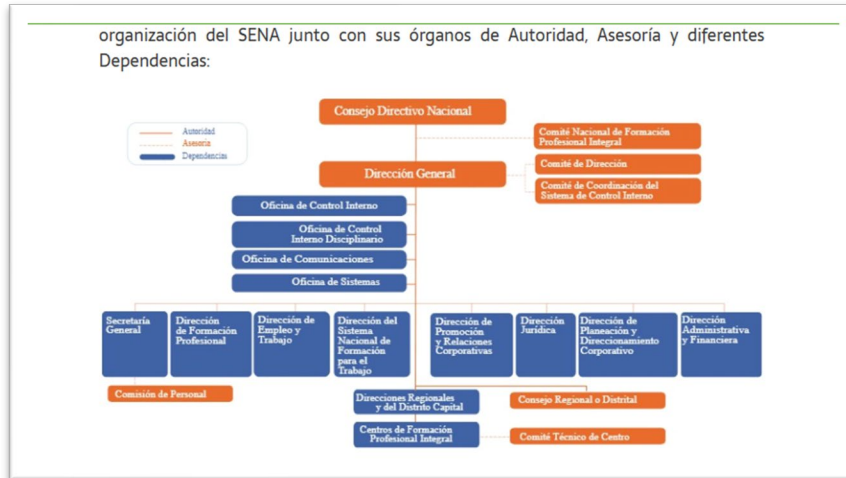 organización del SENA junto con sus órganos de Autoridad, Asesoría y diferentes
Dependencias:
Consejo Directivo Nacional
Autoridad
Asesoría
Dependencias
Comité Nacional de Formación
Profesional Integral
Dirección General
Comité de Dirección
Comité de Coordinación del
Sistema de Control Interno
Oficina de Control Interno
Oficina de Control
Interno Disciplinario
Oficina de Comunicaciones
Oficina de Sistemas
Secretaría
General
Dirección
de Formación
Profesional
Dirección de
Empleo y
Trabajo
Dirección del
Sistema
Nacional de
Formación
para el
Trabajo
Dirección de
Promoción
y Relaciones
Corporativas
Dirección
Jurídica
Dirección de
Planeación y
Direccionamiento
Corporativo
Dirección
Administrativa
y Financiera
Comisión de Personal
Direcciones Regionales
y del Distrito Capital
Consejo Regional o Distrital
Centros de Formación
Profesional Integral
Comité Técnico de Centro